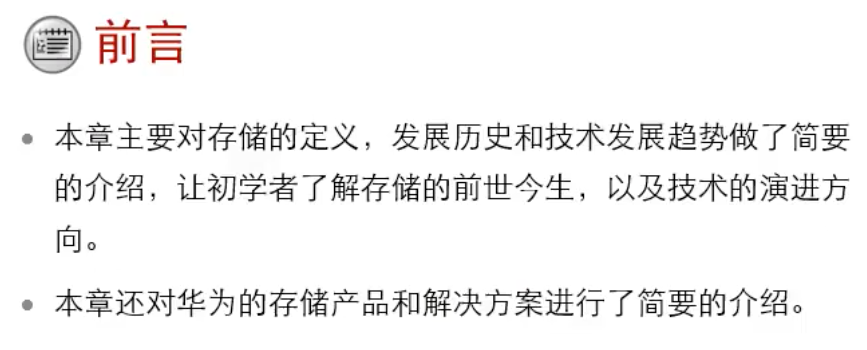 前言
本章主要对存储的定义，发展历史和技术发展趋势做了简要
的介绍，让初学者了解存储的前世今生，以及技术的演进方
向。
本章还对华为的存储产品和解决方案进行了简要的介绍。